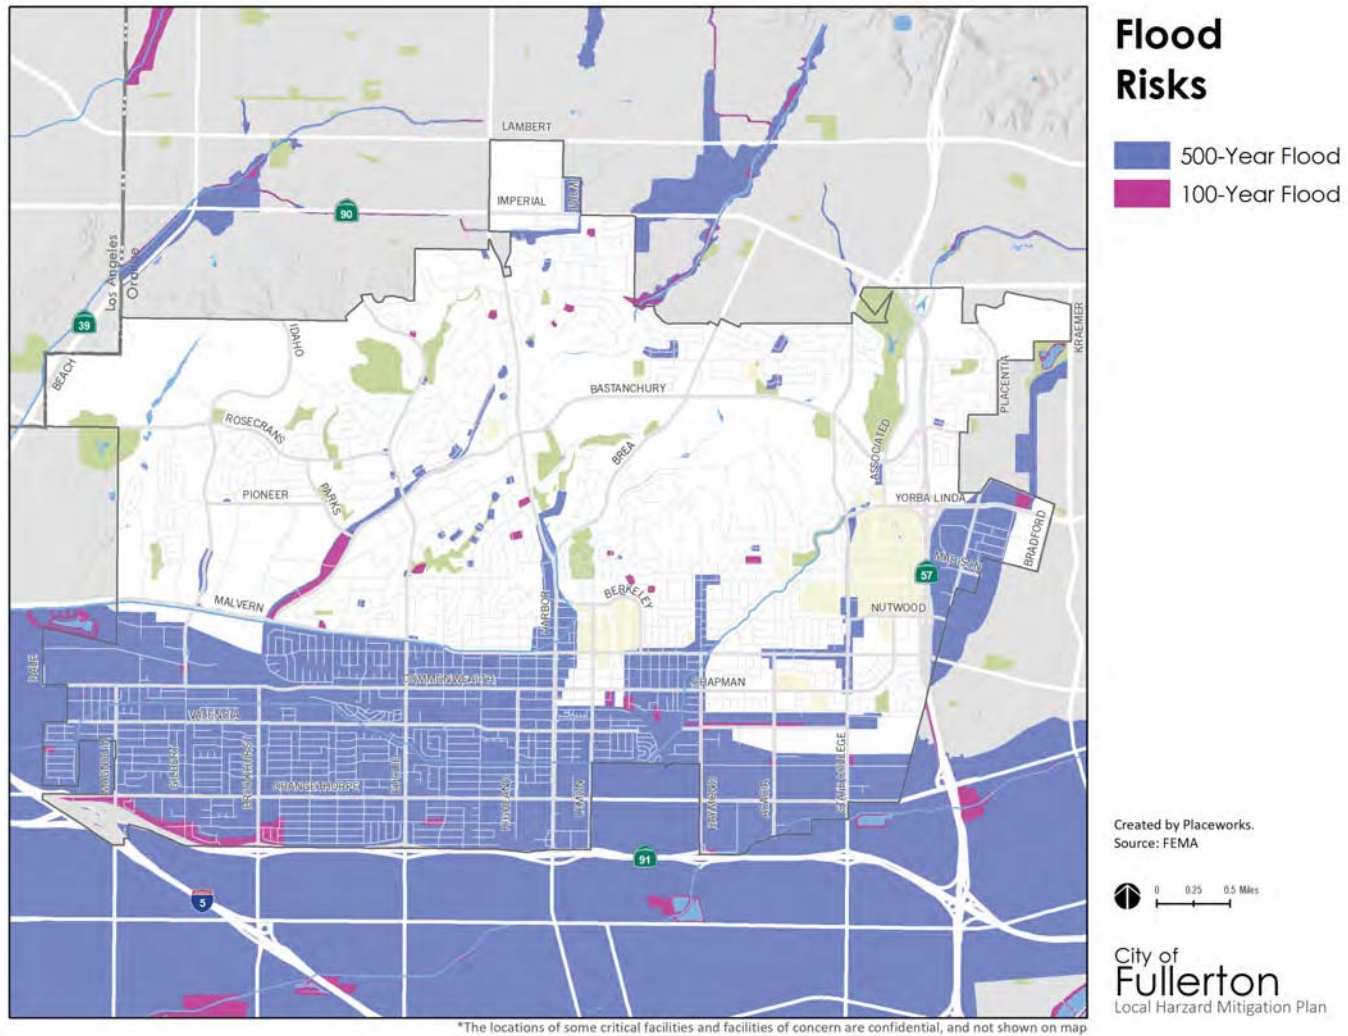 Flood
Risks
500-Year Flood
100-Year Flood
LAMBERT
IMPERIAL
PALM
90
Los Angeles
Orange
39
BEACH
IDAHO
KRAEMER
PLACENTIA
BASTANCHURY
ROSECRANS
BREA
ASSOCIATED
PIONEER
PARKS
YORBA LINDA
BRADFORD
MADISON
57
MALVERN
HARBOR
BERKELEY
NUTWOOD
DALE
COMMONWEALTH
CHAPMAN
VALENCIA
MAGNOLIA
GILBERT
BROOKHURST
EUCLID
ORANGETHORPE
HIGHLAND
LEMON
RAYMOND
ACACIA
STATE COLLEGE
91
5
Created by Placeworks.
Source: FEMA
0 0.25 0.5 Miles
City of
Fullerton
Local Harzard Mitigation Plan
*The locations of some critical facilities and facilities of concern are confidential, and not shown on map